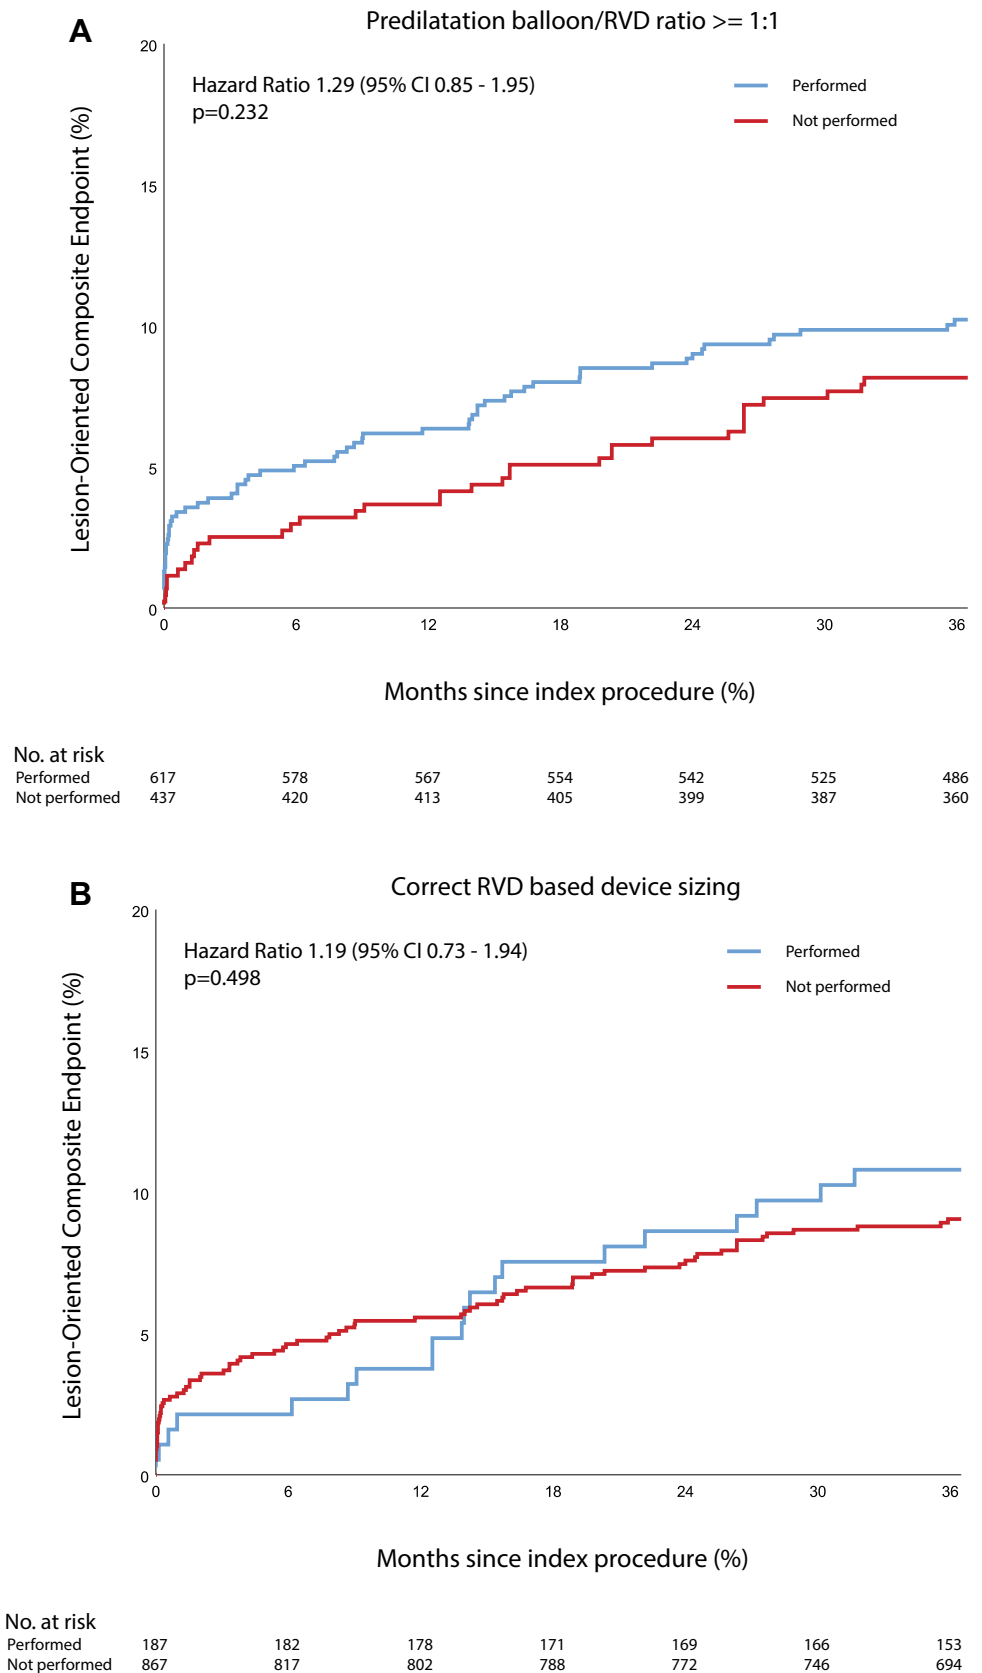 A
Predilatation balloon/RVD ratio >= 1:1
Hazard Ratio 1.29 (95% CI 0.85 - 1.95)
p=0.232
Performed
Not performed
Lesion-Oriented Composite Endpoint (%)
20
15
10
5
0
0 6 12 18 24 30 36
Months since index procedure (%)
No. at risk
Performed 617 578 567 554 542 525 486
Not performed 437 420 413 405 399 387 360
B
Correct RVD based device sizing
Hazard Ratio 1.19 (95% CI 0.73 - 1.94)
p=0.498
Performed
Not performed
Lesion-Oriented Composite Endpoint (%)
20
15
10
5
0
0 6 12 18 24 30 36
Months since index procedure (%)
No. at risk
Performed 187 182 178 171 169 166 153
Not performed 867 817 802 788 772 746 694